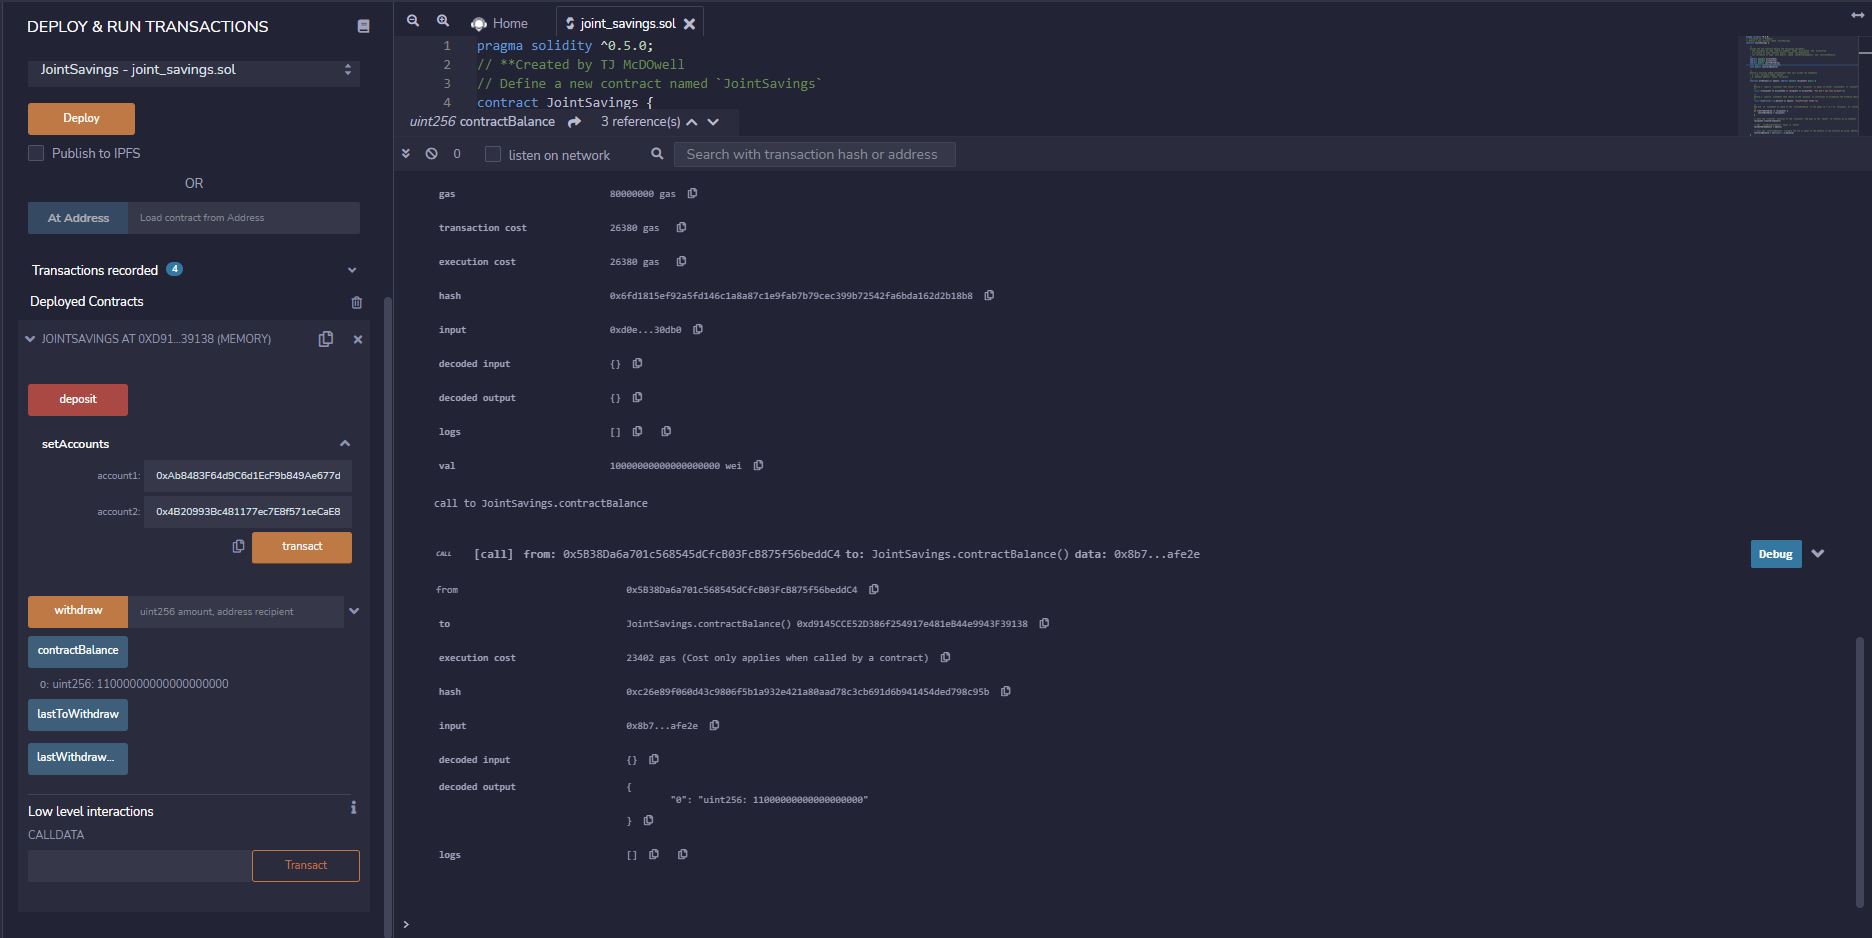 DEPLOY & RUN TRANSACTIONS
JointSavings - joint_savings.sol
Deploy
Publish to IPFS
OR
At Address Load contract from Address
Transactions recorded 4
Deployed Contracts
JOINTSAVINGS AT 0XD91...39138 (MEMORY)
deposit
setAccounts
account1: 0xAb8483F64d9C6d1EcF9b849Ae677d
account2: 0x4B20993Bc481177ec7E8f571ceCaE8
transact
withdraw uint256 amount, address recipient
contractBalance
0: uint256: 11000000000000000000
lastToWithdraw
lastWithdraw...
Low level interactions
CALLDATA
Transact
Home joint_savings.sol
1 pragma solidity ^0.5.0;
2 // **Created by TJ McDOwell
3 // Define a new contract named `JointSavings`
4 contract JointSavings {
uint256 contractBalance 3 reference(s)
0 listen on network Search with transaction hash or address
gas 80000000 gas
transaction cost 26380 gas
execution cost 26380 gas
hash 0x6fd1815ef92a5fd146c1a8a87c1e9fab7b79cec399b72542fa6bda162d2b18b8
input 0xd0e...30db0
decoded input {}
decoded output {}
logs []
val 10000000000000000000 wei
call to JointSavings.contractBalance
CALL [call] from: 0x5B38Da6a701c568545dCfcB03FcB875f56beddC4 to: JointSavings.contractBalance() data: 0x8b7...afe2e
Debug
from 0x5B38Da6a701c568545dCfcB03FcB875f56beddC4
to JointSavings.contractBalance() 0xd9145CCE52D386f254917e481eB44e9943F39138
execution cost 23402 gas (Cost only applies when called by a contract)
hash 0xc26e89f060d43c9806f5b1a932e421a80aad78c3cb691d6b941454ded798c95b
input 0x8b7...afe2e
decoded input {}
decoded output {
"0": "uint256: 11000000000000000000"
}
logs []
>